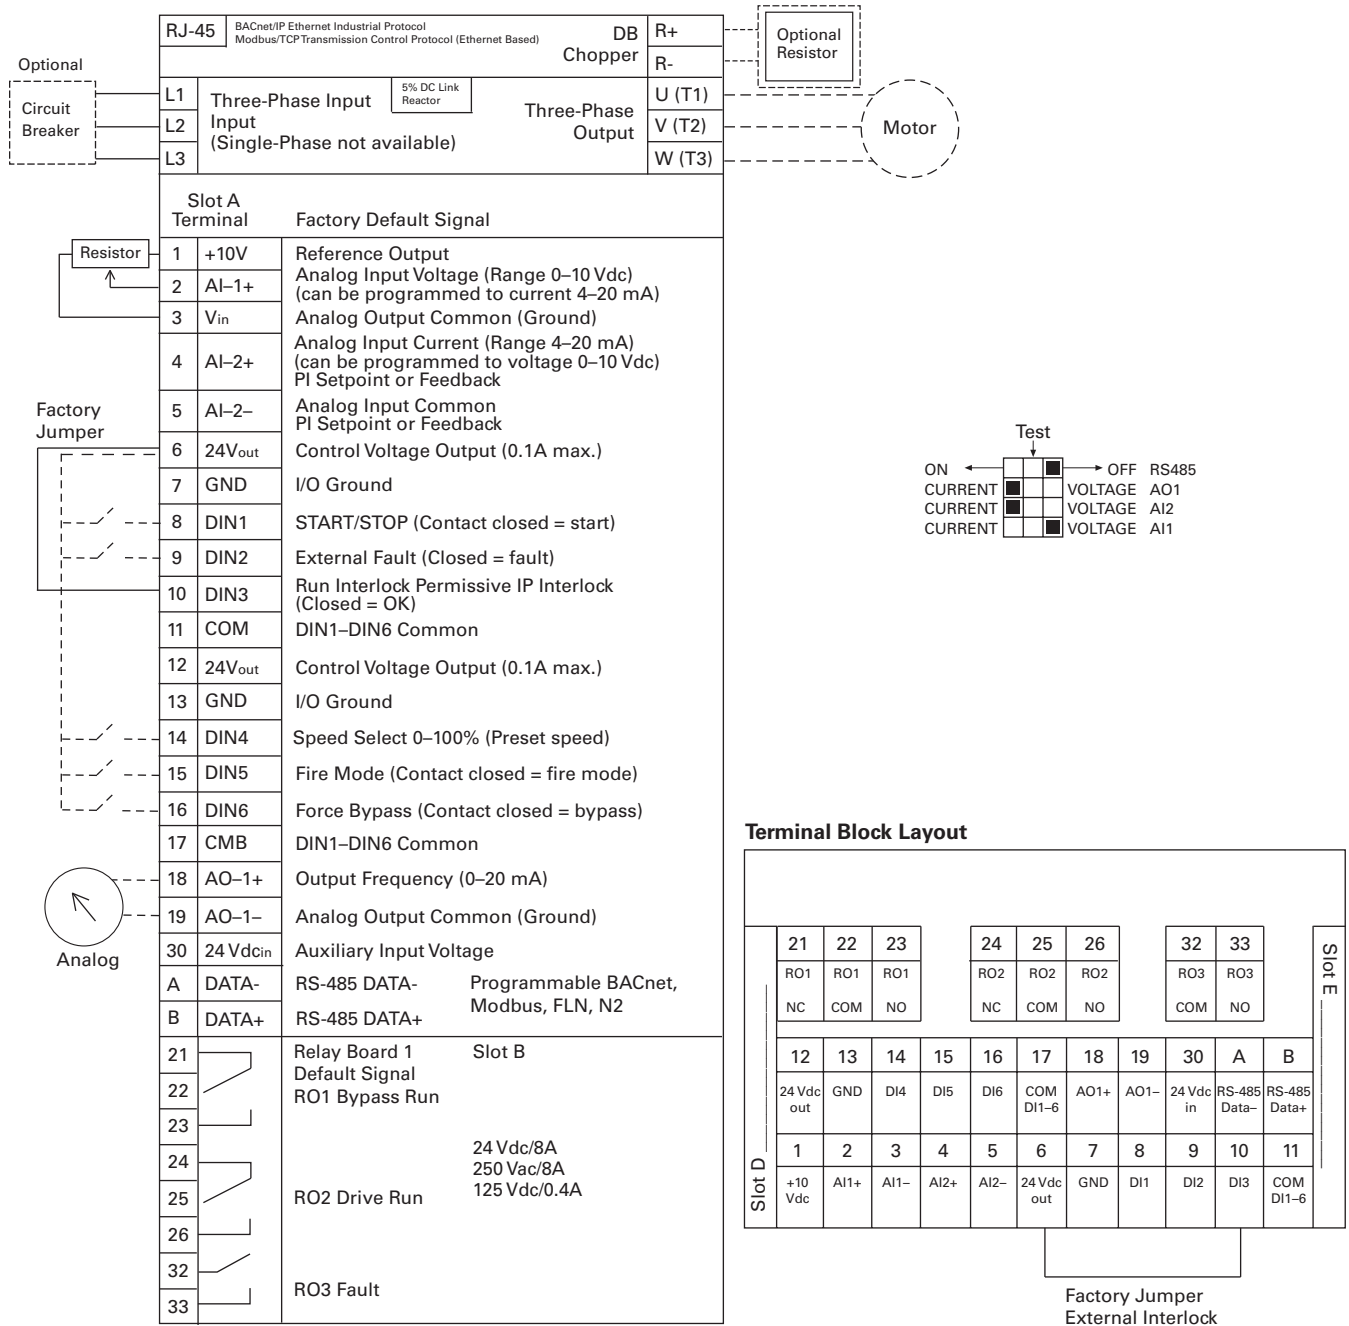 RJ-45
BACnet/IP Ethernet Industrial Protocol
Modbus/TCP Transmission Control Protocol (Ethernet Based)
DB
Chopper
R+
R-
Optional
Resistor
Optional
Circuit
Breaker
L1
L2
L3
Three-Phase Input
Input
(Single-Phase not available)
5% DC Link
Reactor
Three-Phase
Output
U (T1)
V (T2)
W (T3)
Motor
Slot A
Terminal
Factory Default Signal
Resistor
1 +10V Reference Output
2 AI–1+ Analog Input Voltage (Range 0–10 Vdc)
(can be programmed to current 4–20 mA)
3 Vin Analog Output Common (Ground)
4 AI–2+ Analog Input Current (Range 4–20 mA)
(can be programmed to voltage 0–10 Vdc)
PI Setpoint or Feedback
5 AI–2– Analog Input Common
PI Setpoint or Feedback
Factory
Jumper
6 24Vout Control Voltage Output (0.1A max.)
7 GND I/O Ground
8 DIN1 START/STOP (Contact closed = start)
9 DIN2 External Fault (Closed = fault)
10 DIN3 Run Interlock Permissive IP Interlock
(Closed = OK)
11 COM DIN1–DIN6 Common
12 24Vout Control Voltage Output (0.1A max.)
13 GND I/O Ground
14 DIN4 Speed Select 0–100% (Preset speed)
15 DIN5 Fire Mode (Contact closed = fire mode)
16 DIN6 Force Bypass (Contact closed = bypass)
17 CMB DIN1–DIN6 Common
18 AO–1+ Output Frequency (0–20 mA)
19 AO–1– Analog Output Common (Ground)
Analog
30 24 Vdcin Auxiliary Input Voltage
A DATA- RS-485 DATA-
B DATA+ RS-485 DATA+
Programmable BACnet,
Modbus, FLN, N2
21
22
23
24
25
26
32
33
Relay Board 1
Default Signal
RO1 Bypass Run
Slot B
24 Vdc/8A
250 Vac/8A
125 Vdc/0.4A
RO2 Drive Run
RO3 Fault
Test
ON OFF RS485
CURRENT VOLTAGE AO1
CURRENT VOLTAGE AI2
CURRENT VOLTAGE AI1
Terminal Block Layout
21 22 23 24 25 26 32 33
RO1 RO1 RO1 RO2 RO2 RO2 RO3 RO3
NC COM NO NC COM NO COM NO
12 13 14 15 16 17 18 19 30 A B
24 Vdc GND DI4 DI5 DI6 COM AO1+ AO1– 24 Vdc RS-485 RS-485
out DI1–6 in Data– Data+
1 2 3 4 5 6 7 8 9 10 11
+10 AI1+ AI1– AI2+ AI2– 24 Vdc GND DI1 DI2 DI3 COM
Vdc out DI1–6
Slot D
Slot E
Factory Jumper
External Interlock